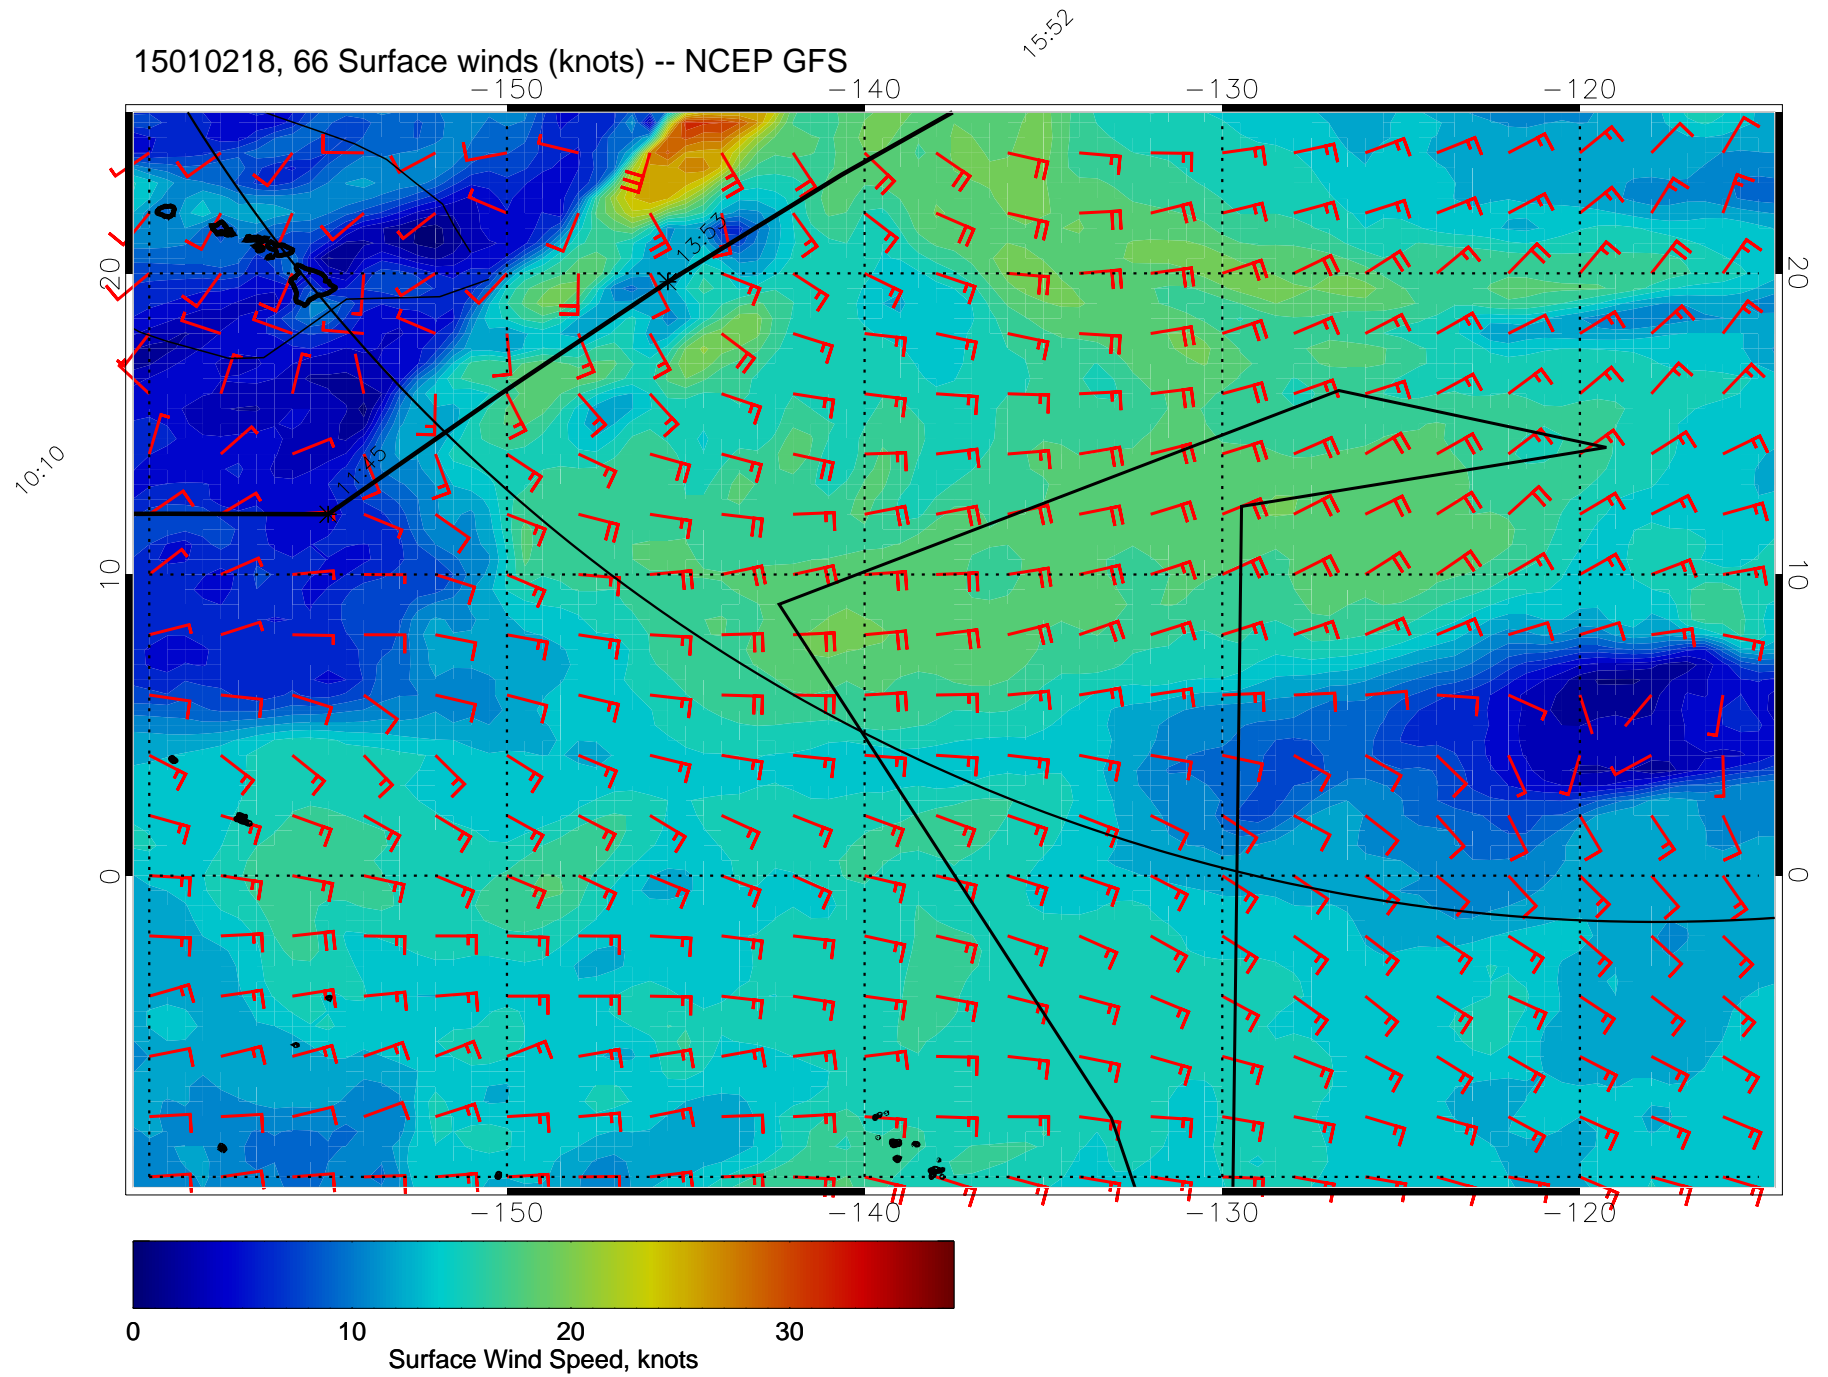 15:52
15010218, 66 Surface winds (knots) -- NCEP GFS
-150 -140 -130 -120
20 20
13:53
11:45
10:10
10 10
0 0
-150 -140 -130 -120
0 10 20 30
Surface Wind Speed, knots